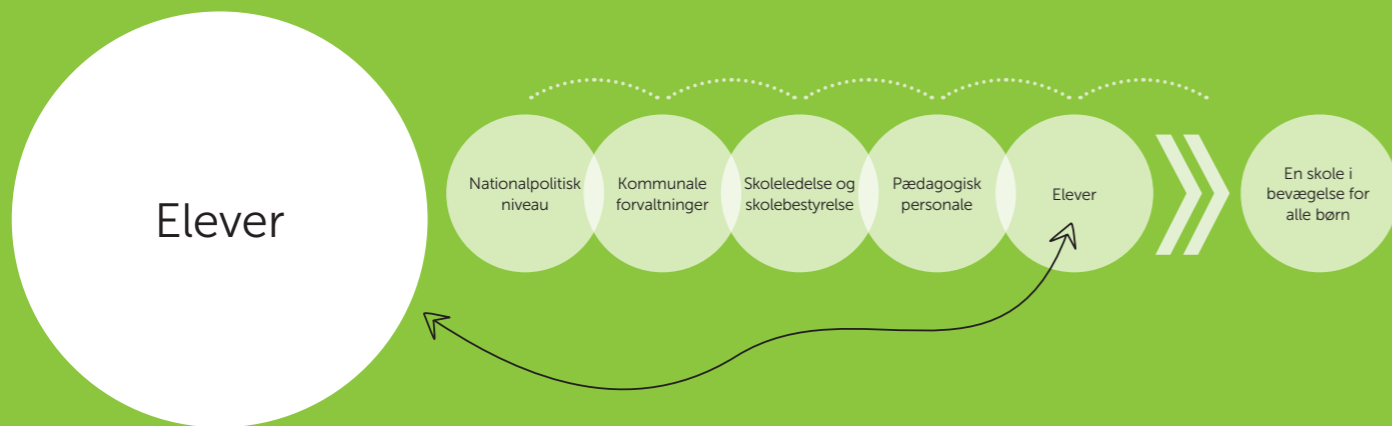 Elever
Nationalpolitisk
niveau
Kommunale
forvaltninger
Skoleledelse og
skolebestyrelse
Pædagogisk
personale
Elever
En skole i
bevægelse for
alle børn